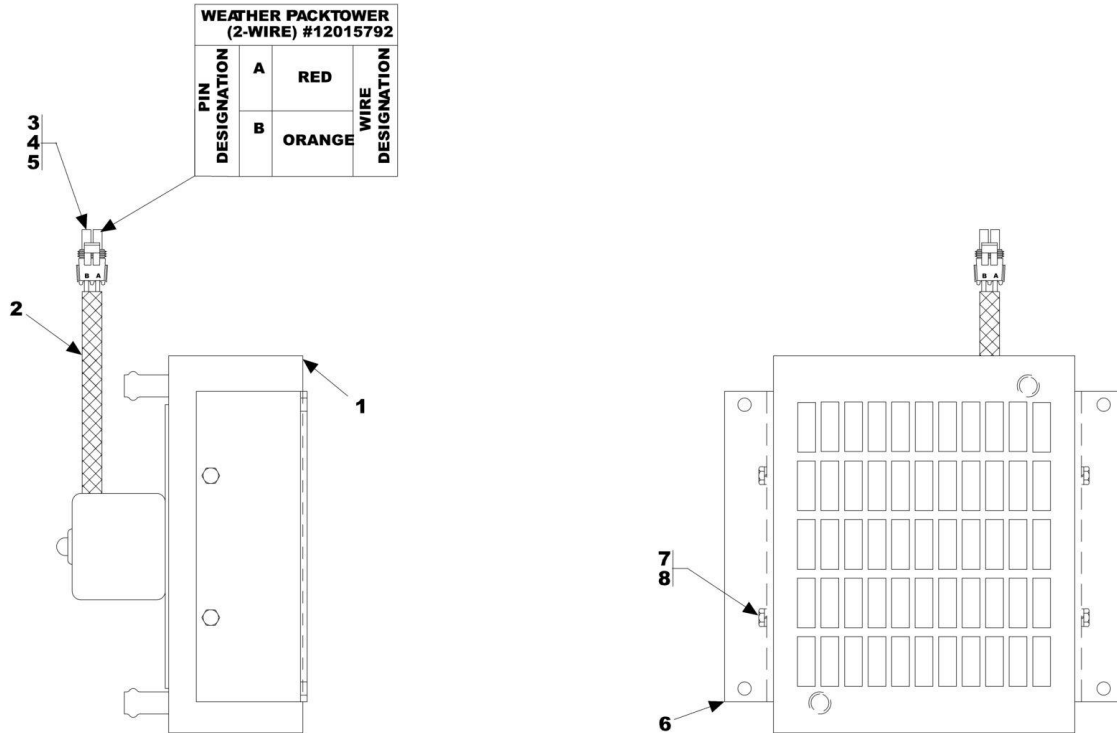 WEATHER PACKTOWER
(2-WIRE) #12015792
PIN
DESIGNATION
A
RED
B
ORANGE
WIRE
DESIGNATION
3
4
5
B A
2
1
B A
7
8
6